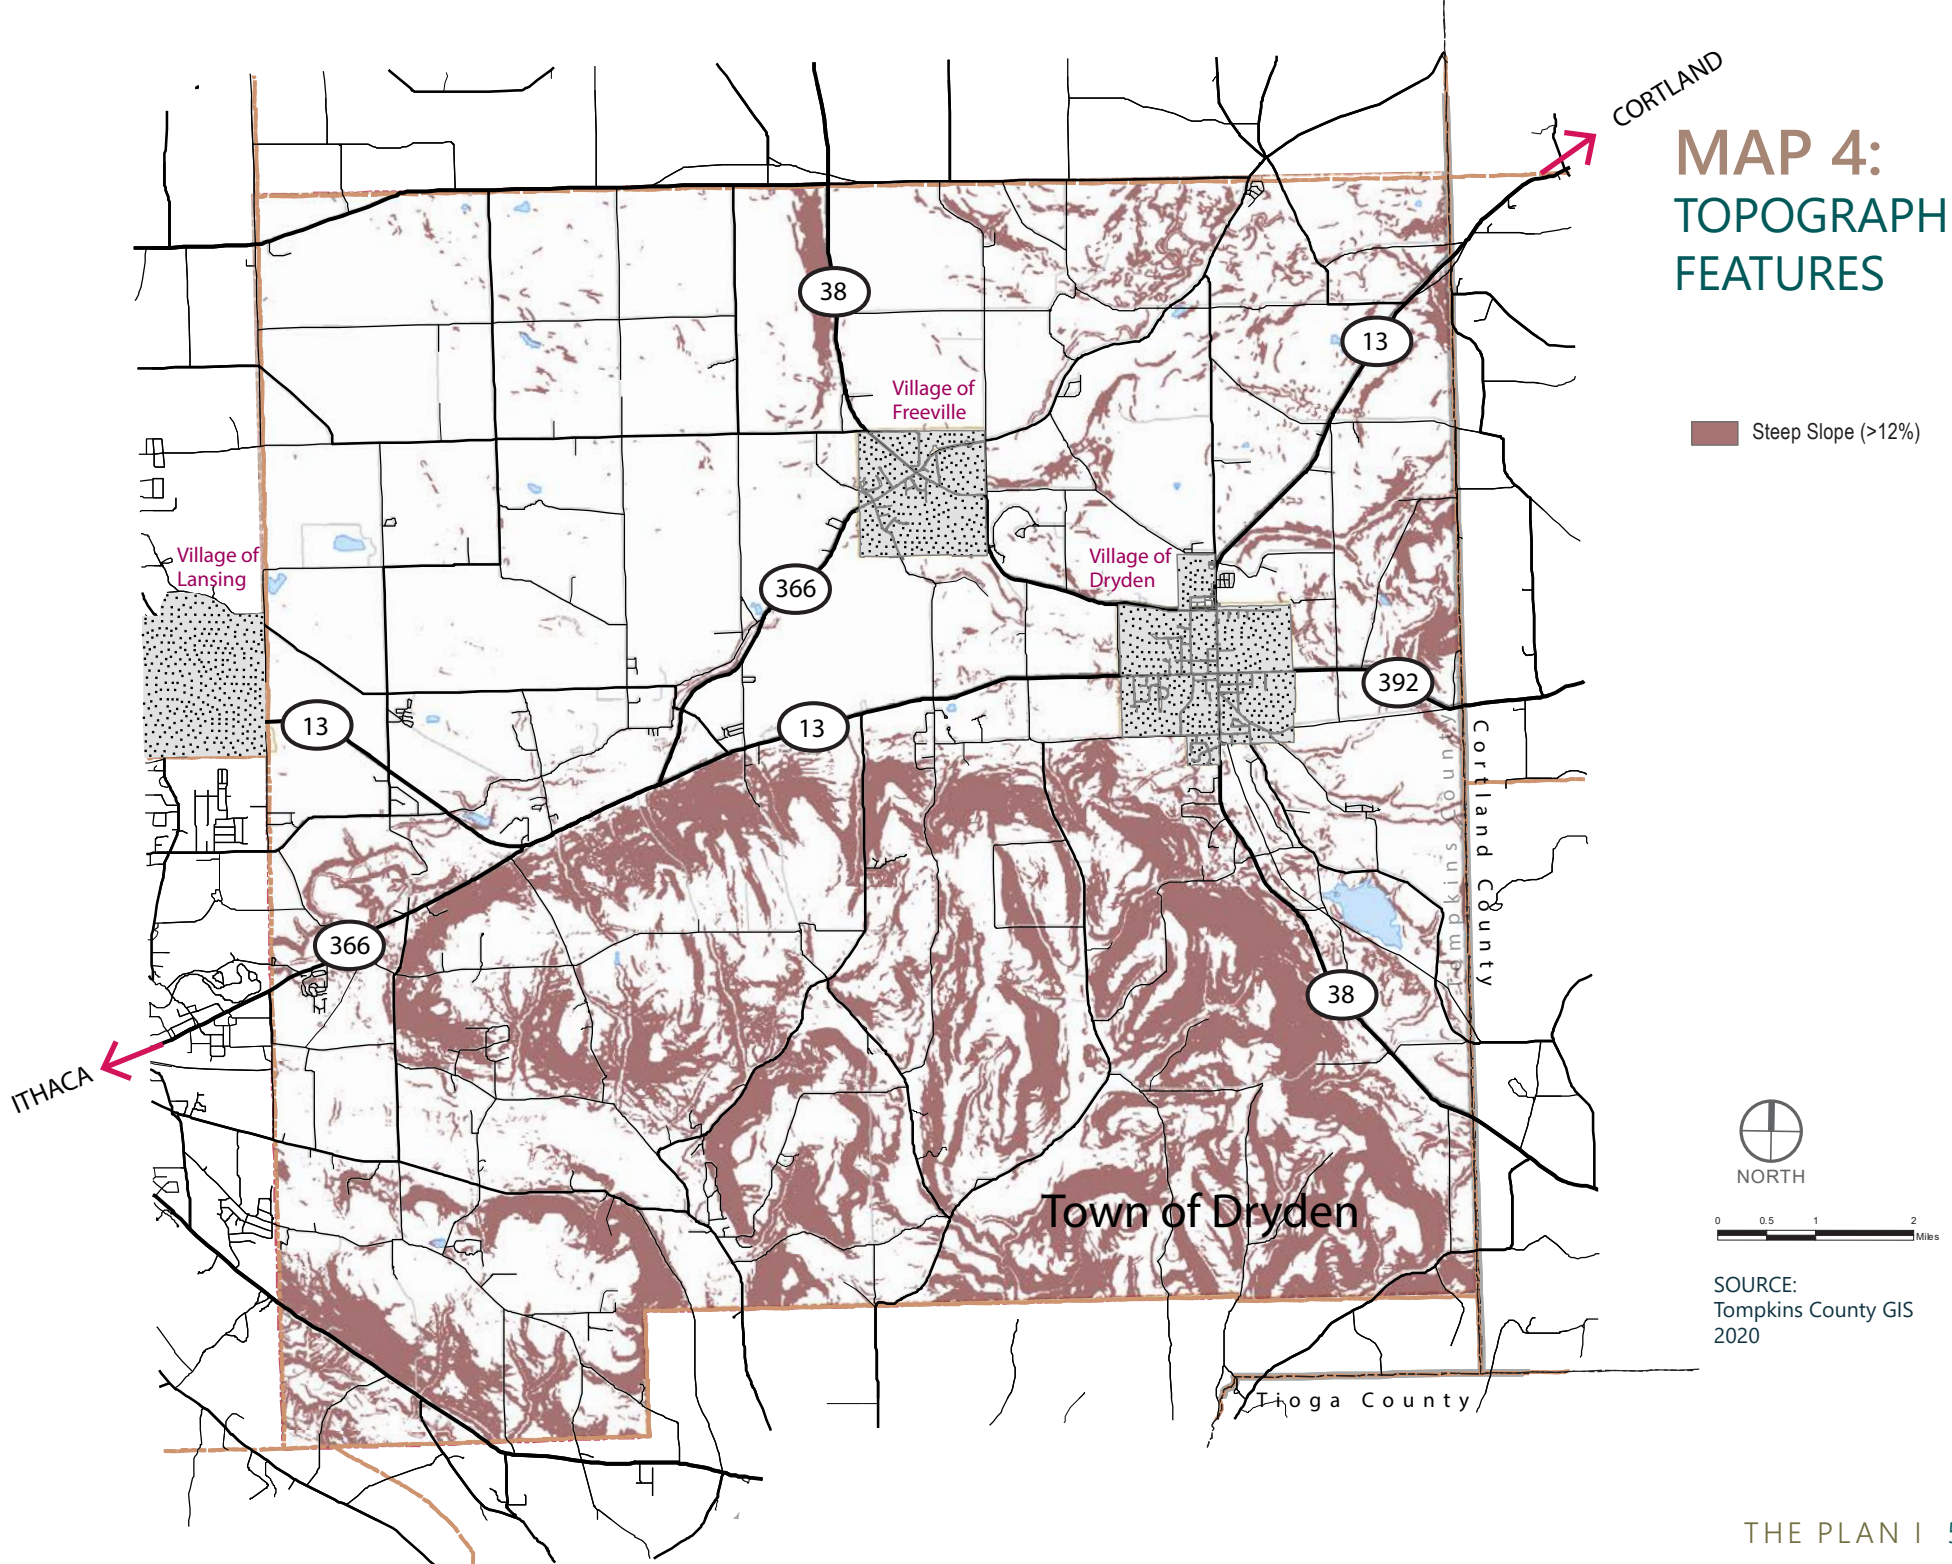 CORTLAND
MAP 4:
TOPOGRAPH
FEATURES
38
13
Village of
Freeville
Steep Slope (>12%)
Village of
Lansing
Village of
Dryden
366
392
13
13
Tompkins County
Cortland County
366
38
ITHACA
NORTH
Town of Dryden
0 0.5 1 2
Miles
SOURCE:
Tompkins County GIS
2020
Tioga County
THE PLAN I 5